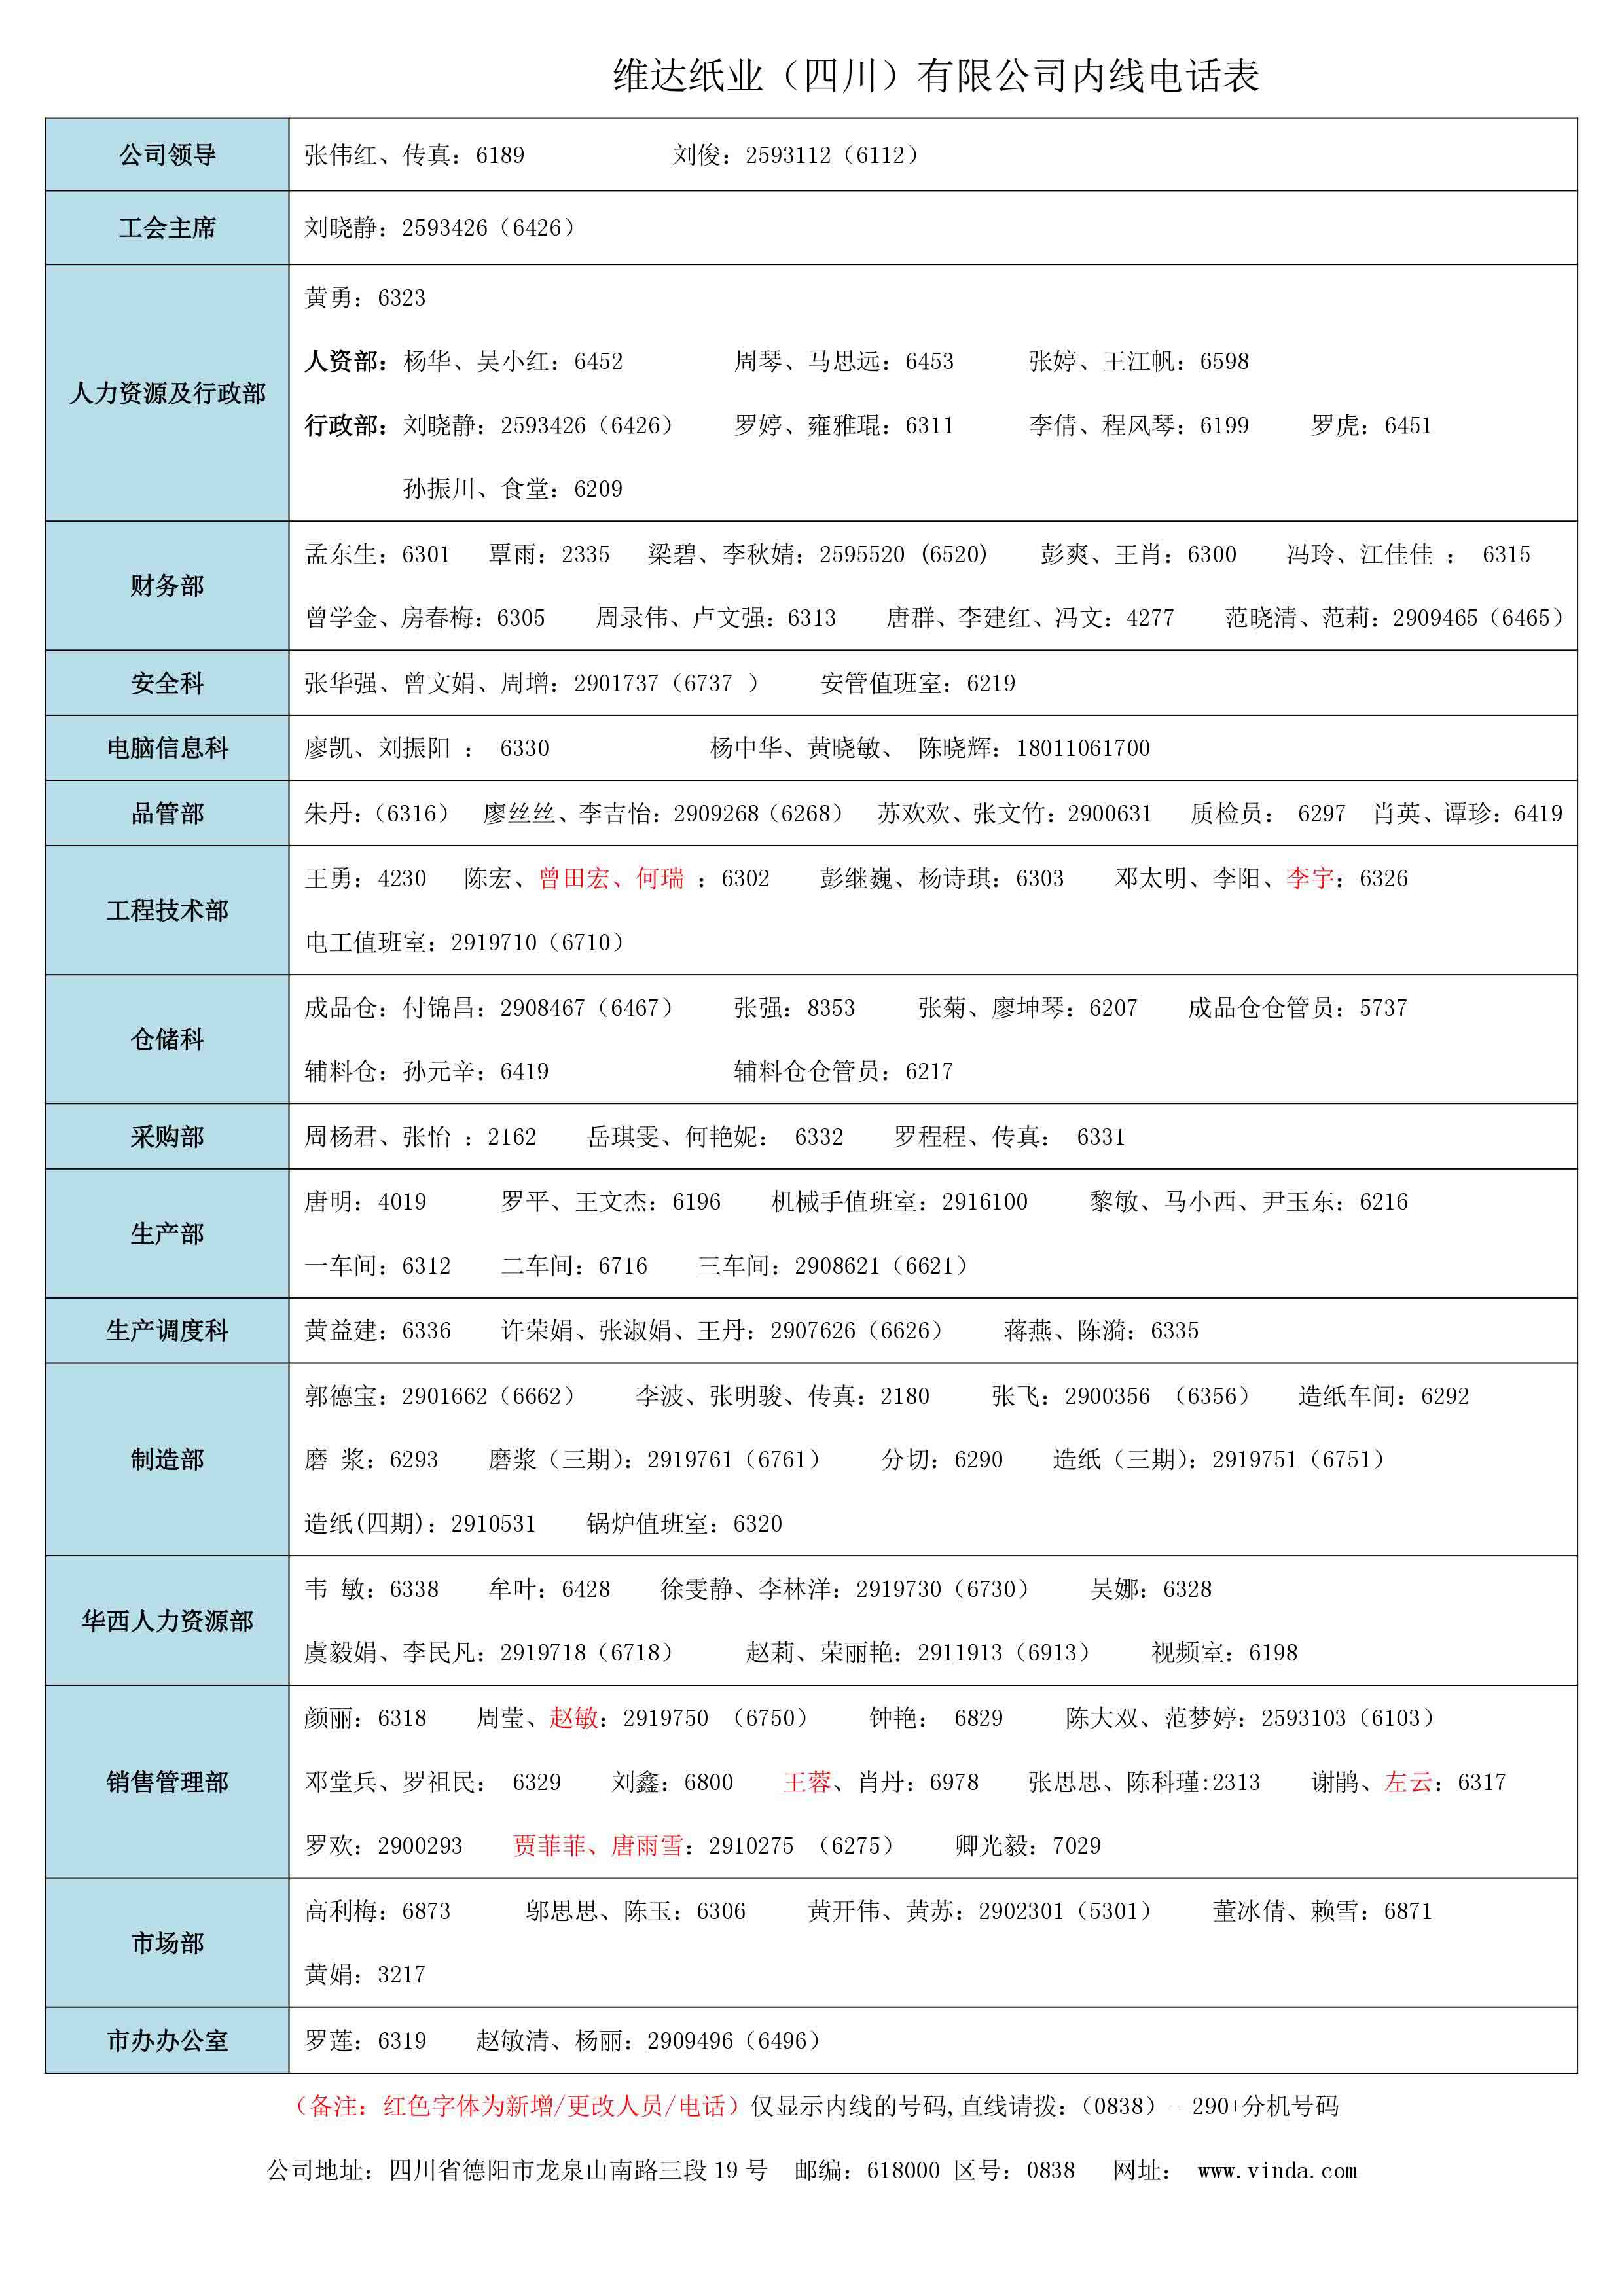 维达纸业（四川）有限公司内线电话表
公司领导
张伟红、传真：6189 刘俊：2593112（6112）
工会主席
刘晓静：2593426（6426）
人力资源及行政部
黄勇：6323
人资部：杨华、吴小红：6452 周琴、马思远：6453 张婷、王江帆：6598
行政部：刘晓静：2593426（6426） 罗婷、雍雅琨：6311 李倩、程风琴：6199 罗虎：6451
孙振川、食堂：6209
财务部
孟东生：6301 覃雨：2335 梁碧、李秋婧：2595520 (6520) 彭爽、王肖：6300 冯玲、江佳佳 ： 6315
曾学金、房春梅：6305 周录伟、卢文强：6313 唐群、李建红、冯文：4277 范晓清、范莉：2909465（6465）
安全科
张华强、曾文娟、周增：2901737（6737 ） 安管值班室：6219
电脑信息科
廖凯、刘振阳 ： 6330 杨中华、黄晓敏、 陈晓辉：18011061700
品管部
朱丹：（6316） 廖丝丝、李吉怡：2909268（6268） 苏欢欢、张文竹：2900631 质检员： 6297 肖英、谭珍：6419
工程技术部
王勇：4230 陈宏、曾田宏、何瑞 ：6302 彭继巍、杨诗琪：6303 邓太明、李阳、李宇：6326
电工值班室：2919710（6710）
仓储科
成品仓：付锦昌：2908467（6467） 张强：8353 张菊、廖坤琴：6207 成品仓仓管员：5737
辅料仓：孙元辛：6419 辅料仓仓管员：6217
采购部
周杨君、张怡 ：2162 岳琪雯、何艳妮： 6332 罗程程、传真： 6331
生产部
唐明：4019 罗平、王文杰：6196 机械手值班室：2916100 黎敏、马小西、尹玉东：6216
一车间：6312 二车间：6716 三车间：2908621（6621）
生产调度科
黄益建：6336 许荣娟、张淑娟、王丹：2907626（6626） 蒋燕、陈漪：6335
制造部
郭德宝：2901662（6662） 李波、张明骏、传真：2180 张飞：2900356 （6356） 造纸车间：6292
磨 浆：6293 磨浆（三期）：2919761（6761） 分切：6290 造纸（三期）：2919751（6751）
造纸(四期)：2910531 锅炉值班室：6320
华西人力资源部
韦 敏：6338 牟叶：6428 徐雯静、李林洋：2919730（6730） 吴娜：6328
虞毅娟、李民凡：2919718（6718） 赵莉、荣丽艳：2911913（6913） 视频室：6198
销售管理部
颜丽：6318 周莹、赵敏：2919750 （6750） 钟艳： 6829 陈大双、范梦婷：2593103（6103）
邓堂兵、罗祖民： 6329 刘鑫：6800 王蓉、肖丹：6978 张思思、陈科瑾:2313 谢鹃、左云：6317
罗欢：2900293 贾菲菲、唐雨雪：2910275 （6275） 卿光毅：7029
市场部
高利梅：6873 邬思思、陈玉：6306 黄开伟、黄苏：2902301（5301） 董冰倩、赖雪：6871
黄娟：3217
市办办公室
罗莲：6319 赵敏清、杨丽：2909496（6496）
（备注：红色字体为新增/更改人员/电话）仅显示内线的号码,直线请拨：（0838）--290+分机号码
公司地址：四川省德阳市龙泉山南路三段 19 号 邮编：618000 区号：0838 网址： www.vinda.com